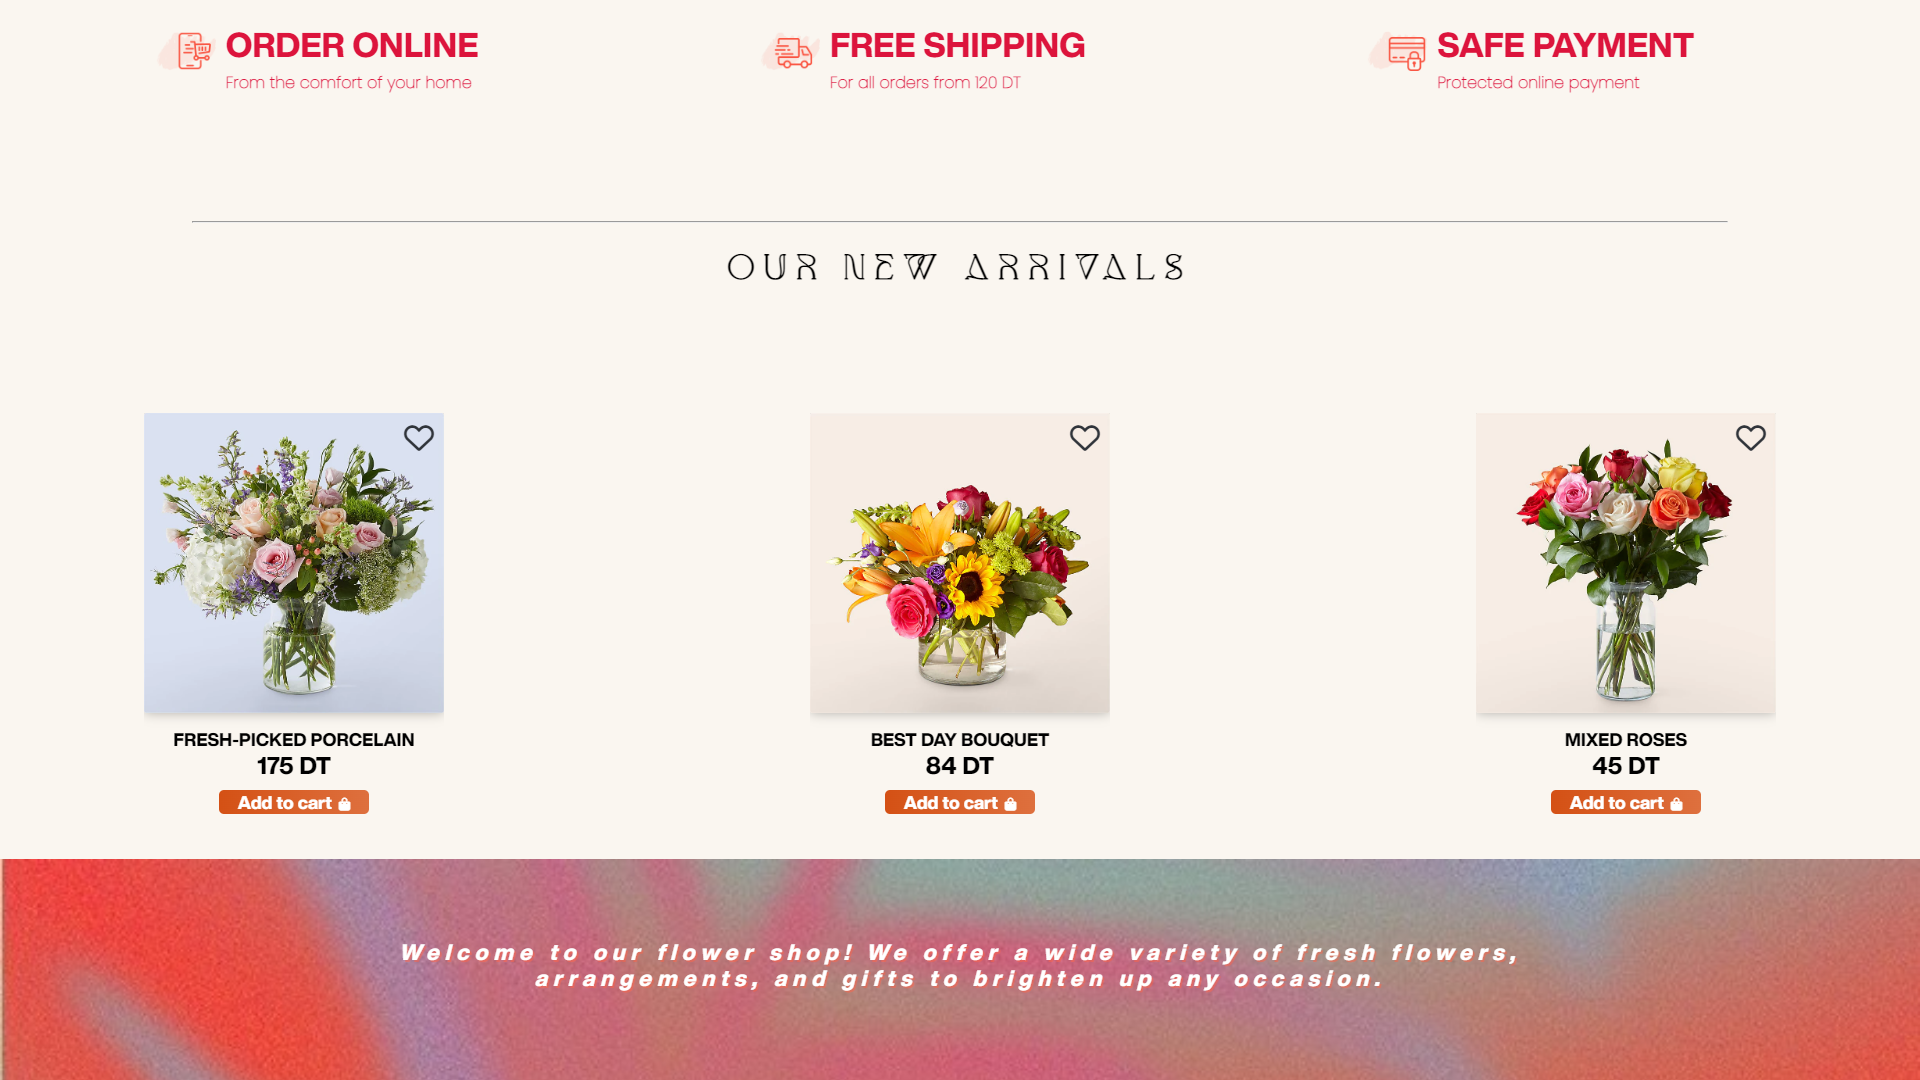 ORDER ONLINE
From the comfort of your home
FREE SHIPPING
For all orders from 120 DT
SAFE PAYMENT
Protected online payment
OUR NEW ARRIVALS
FRESH-PICKED PORCELAIN
175 DT
Add to cart
BEST DAY BOUQUET
84 DT
Add to cart
MIXED ROSES
45 DT
Add to cart
Welcome to our flower shop! We offer a wide variety of fresh flowers,
arrangements, and gifts to brighten up any occasion.